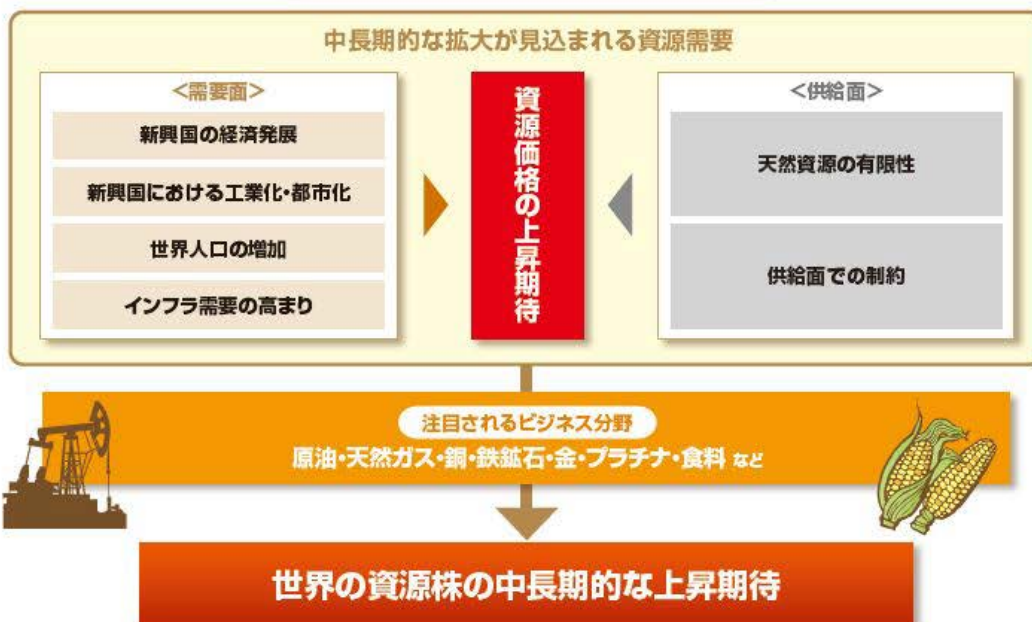 中長期的な拡大が見込まれる資源需要
＜需要面＞
新興国の経済発展
新興国における工業化・都市化
世界人口の増加
インフラ需要の高まり
資源価格の上昇期待
＜供給面＞
天然資源の有限性
供給面での制約
注目されるビジネス分野
原油・天然ガス・銅・鉄鉱石・金・プラチナ・食料 など
世界の資源株の中長期的な上昇期待